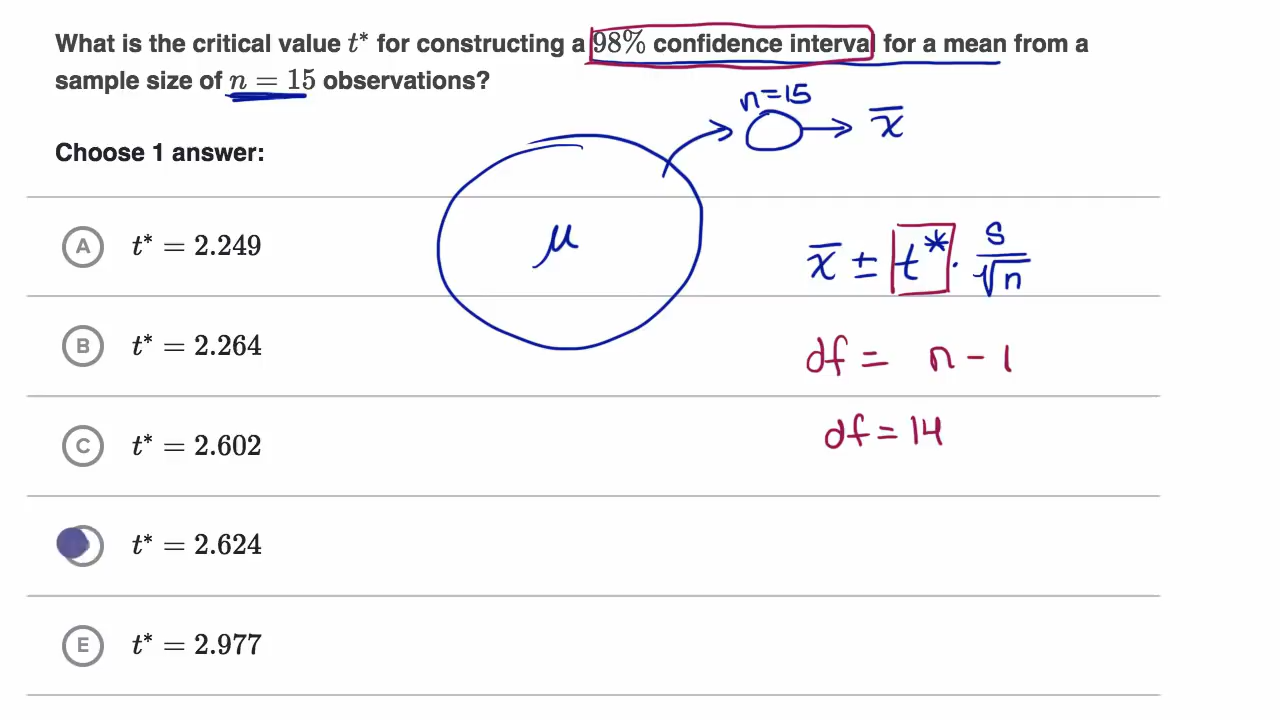 What is the critical value t* for constructing a 98% confidence interval for a mean from a
sample size of n = 15 observations?
n=15
x̄
Choose 1 answer:
μ
A t* = 2.249
x̄ ± t* · s/√n
B t* = 2.264
df = n - 1
C t* = 2.602
df = 14
t* = 2.624
E t* = 2.977